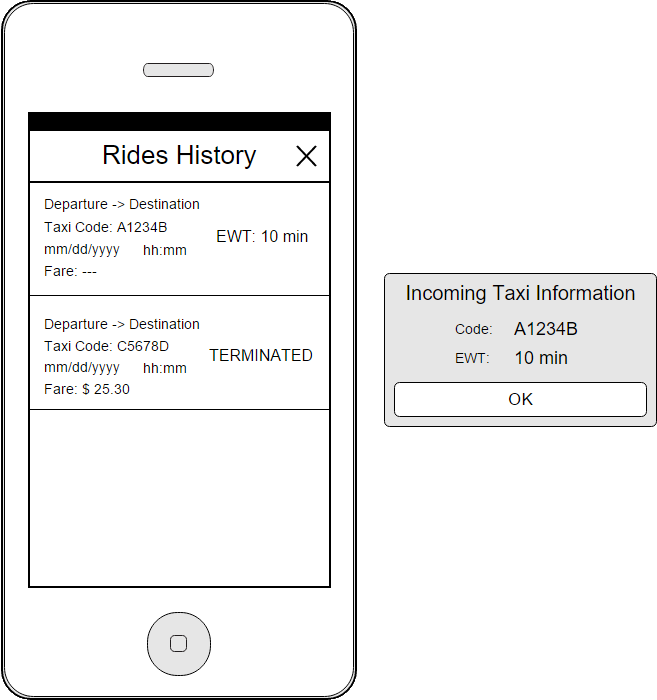 Rides History
Departure -> Destination
Taxi Code: A1234B
EWT: 10 min
mm/dd/yyyy hh:mm
Fare: ---
Departure -> Destination
Taxi Code: C5678D
TERMINATED
mm/dd/yyyy hh:mm
Fare: $ 25.30
Incoming Taxi Information
Code: A1234B
EWT: 10 min
OK